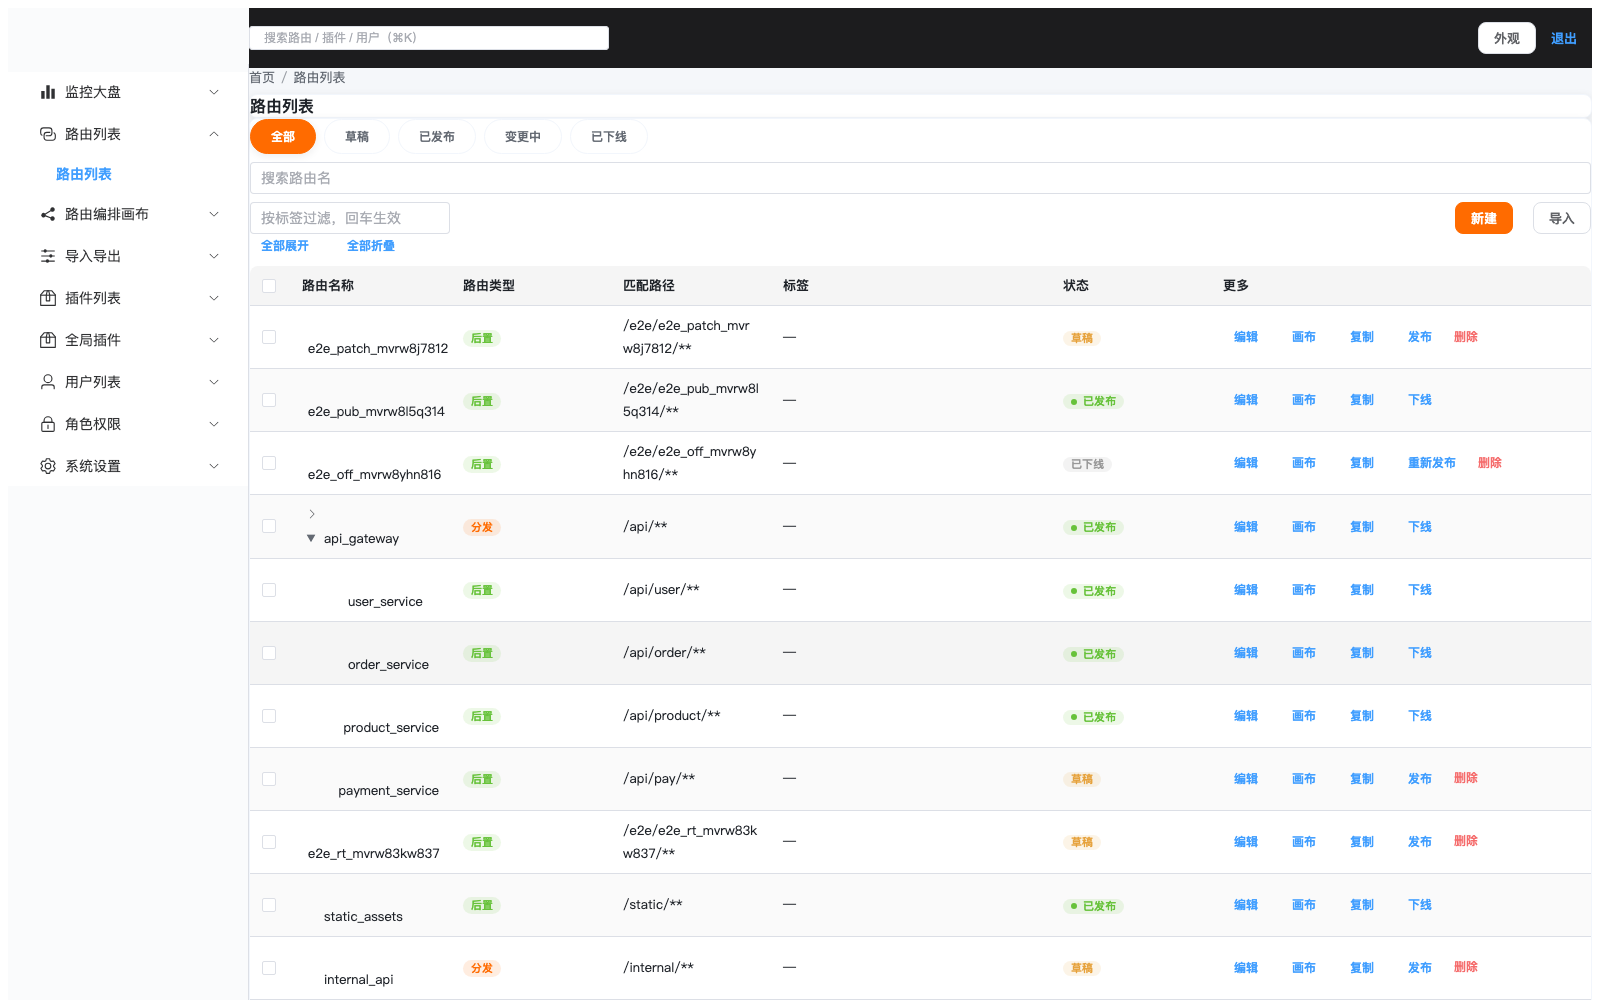 搜索路由 / 插件 / 用户（⌘K）
外观
退出
监控大盘
路由列表
路由列表
路由编排画布
导入导出
插件列表
全局插件
用户列表
角色权限
系统设置
首页 / 路由列表
路由列表
全部 草稿 已发布 变更中 已下线
搜索路由名
按标签过滤，回车生效
新建 导入
全部展开 全部折叠
路由名称 路由类型 匹配路径 标签 状态 更多
e2e_patch_mvrw8j7812 后置 /e2e/e2e_patch_mvr — 草稿 编辑 画布 复制 发布 删除
w8j7812/**
e2e_pub_mvrw8l5q314 后置 /e2e/e2e_pub_mvrw8l — 已发布 编辑 画布 复制 下线
5q314/**
e2e_off_mvrw8yhn816 后置 /e2e/e2e_off_mvrw8y — 已下线 编辑 画布 复制 重新发布 删除
hn816/**
api_gateway 分发 /api/** — 已发布 编辑 画布 复制 下线
user_service 后置 /api/user/** — 已发布 编辑 画布 复制 下线
order_service 后置 /api/order/** — 已发布 编辑 画布 复制 下线
product_service 后置 /api/product/** — 已发布 编辑 画布 复制 下线
payment_service 后置 /api/pay/** — 草稿 编辑 画布 复制 发布 删除
e2e_rt_mvrw83kw837 后置 /e2e/e2e_rt_mvrw83k — 草稿 编辑 画布 复制 发布 删除
w837/**
static_assets 后置 /static/** — 已发布 编辑 画布 复制 下线
internal_api 分发 /internal/** — 草稿 编辑 画布 复制 发布 删除